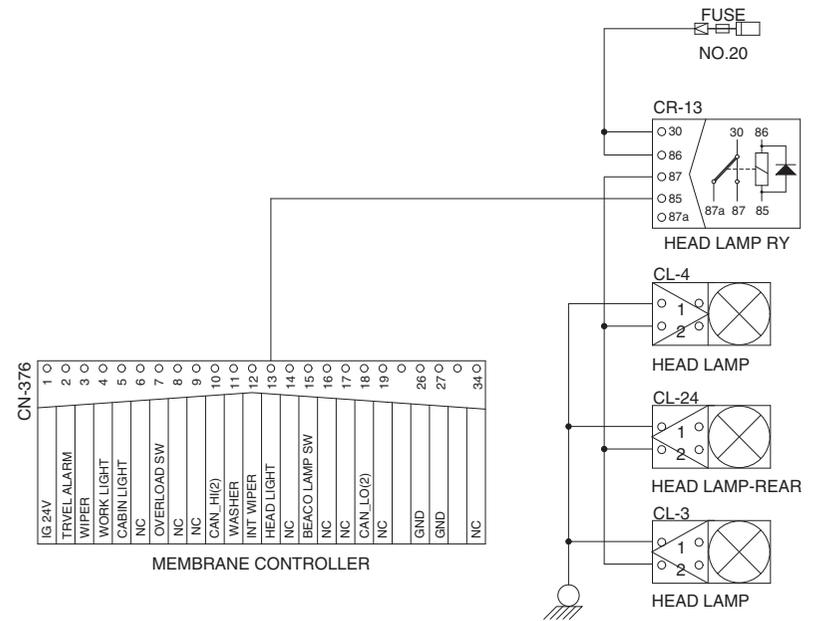 FUSE
NO.20
CR-13
30
86
87
85
87a
30 86
87a 87 85
HEAD LAMP RY
CL-4
1
2
HEAD LAMP
CL-24
1
2
HEAD LAMP-REAR
CL-3
1
2
HEAD LAMP
CN-376
1 2 3 4 5 6 7 8 9 10 11 12 13 14 15 16 17 18 19 26 27 34
IG 24V
TRVEL ALARM
WIPER
WORK LIGHT
CABIN LIGHT
NC
OVERLOAD SW
NC
NC
CAN_HI(2)
WASHER
INT WIPER
HEAD LIGHT
NC
BEACO LAMP SW
NC
NC
CAN_LO(2)
NC
GND
GND
NC
MEMBRANE CONTROLLER